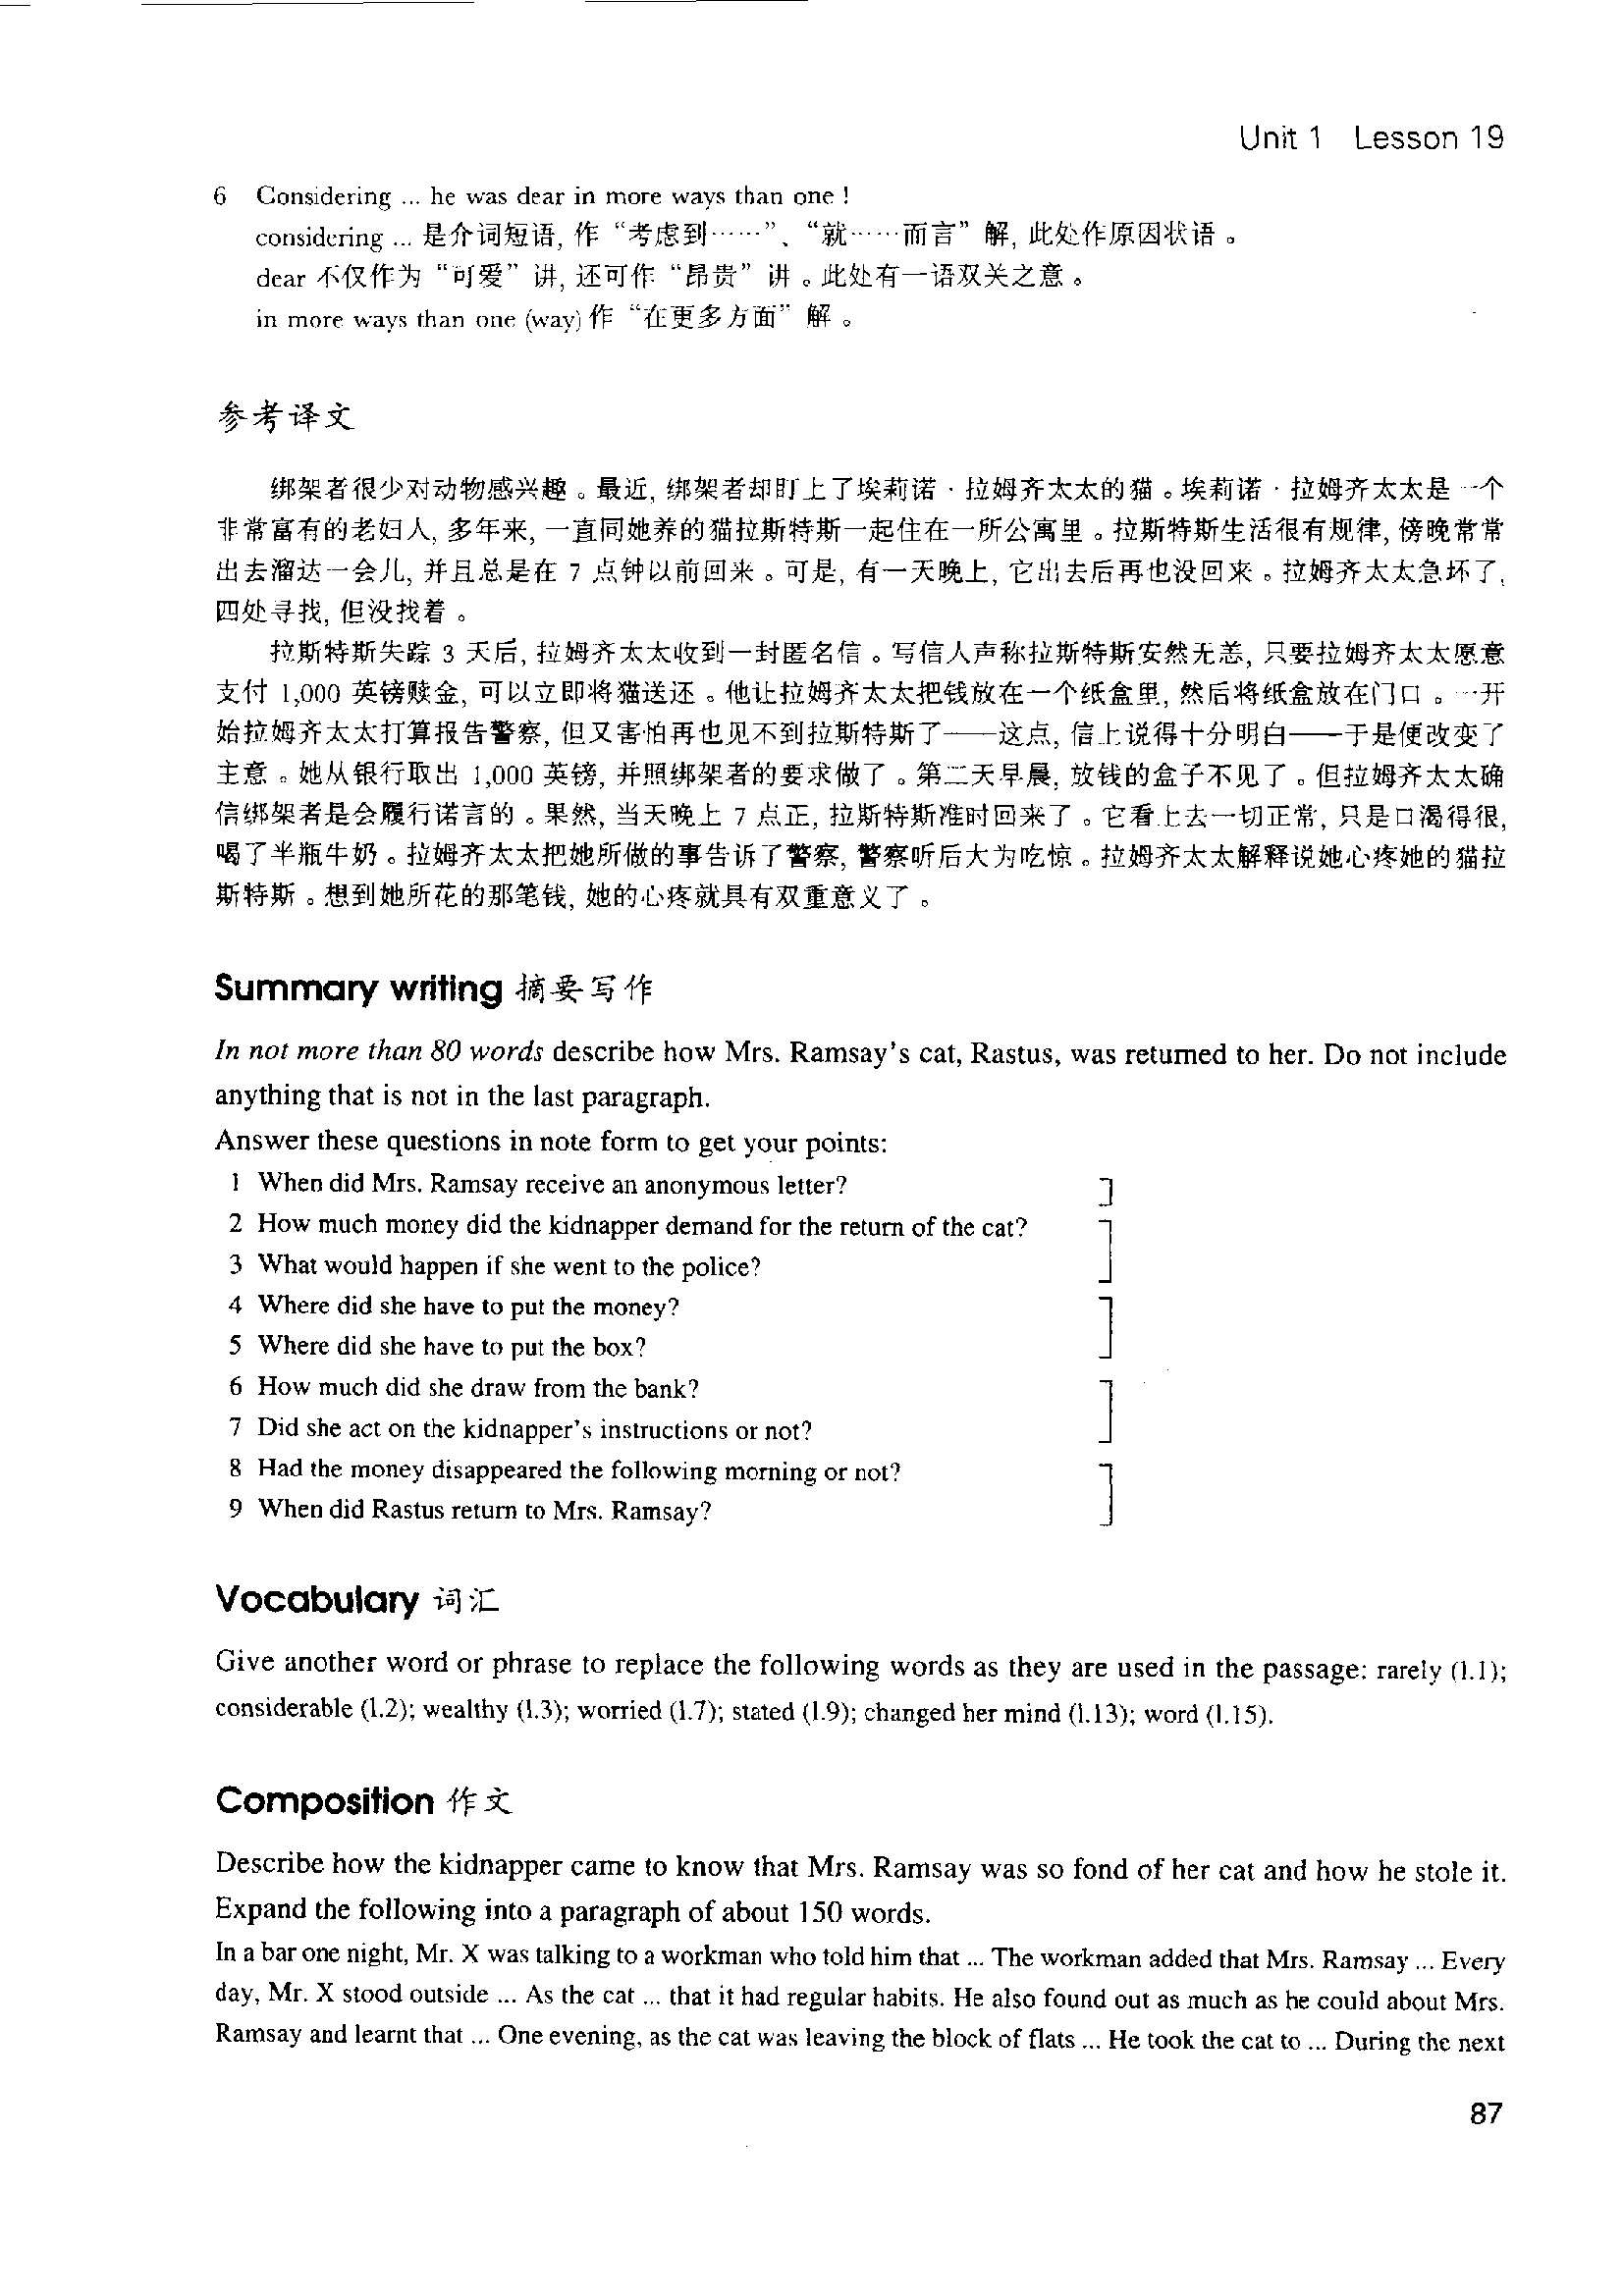 Unit 1 Lesson 19
6 Considering ... he was dear in more ways than one !
considering ... 是介词短语, 作 “考虑到……”、“就……而言” 解, 此处作原因状语。
dear 不仅作为 “可爱” 讲, 还可作 “昂贵” 讲。此处有一语双关之意。
in more ways than one (way) 作 “在更多方面” 解。
参考译文
绑架者很少对动物感兴趣。最近, 绑架者却盯上了埃莉诺·拉姆齐太太的猫。埃莉诺·拉姆齐太太是一个
非常富有的老妇人, 多年来, 一直同她养的猫拉斯特斯一起住在一所公寓里。拉斯特斯生活很有规律, 傍晚常常
出去溜达一会儿, 并且总是在 7 点钟以前回来。可是, 有一天晚上, 它出去后再也没回来。拉姆齐太太急坏了,
四处寻找, 但没找着。
拉斯特斯失踪 3 天后, 拉姆齐太太收到一封匿名信。写信人声称拉斯特斯安然无恙, 只要拉姆齐太太愿意
支付 1,000 英镑赎金, 可以立即将猫送还。他让拉姆齐太太把钱放在一个纸盒里, 然后将纸盒放在门口。一开
始拉姆齐太太打算报告警察, 但又害怕再也见不到拉斯特斯了——这点, 信上说得十分明白——于是便改变了
主意。她从银行取出 1,000 英镑, 并照绑架者的要求做了。第二天早晨, 放钱的盒子不见了。但拉姆齐太太确
信绑架者是会履行诺言的。果然, 当天晚上 7 点正, 拉斯特斯准时回来了。它看上去一切正常, 只是口渴得很,
喝了半瓶牛奶。拉姆齐太太把她所做的事告诉了警察, 警察听后大为吃惊。拉姆齐太太解释说她心疼她的猫拉
斯特斯。想到她所花的那笔钱, 她的心疼就具有双重意义了。
Summary writing 摘要写作
In not more than 80 words describe how Mrs. Ramsay's cat, Rastus, was returned to her. Do not include
anything that is not in the last paragraph.
Answer these questions in note form to get your points:
1 When did Mrs. Ramsay receive an anonymous letter?
2 How much money did the kidnapper demand for the return of the cat?
3 What would happen if she went to the police?
4 Where did she have to put the money?
5 Where did she have to put the box?
6 How much did she draw from the bank?
7 Did she act on the kidnapper's instructions or not?
8 Had the money disappeared the following morning or not?
9 When did Rastus return to Mrs. Ramsay?
Vocabulary 词汇
Give another word or phrase to replace the following words as they are used in the passage: rarely (l.1);
considerable (l.2); wealthy (l.3); worried (l.7); stated (l.9); changed her mind (l.13); word (l.15).
Composition 作文
Describe how the kidnapper came to know that Mrs. Ramsay was so fond of her cat and how he stole it.
Expand the following into a paragraph of about 150 words.
In a bar one night, Mr. X was talking to a workman who told him that ... The workman added that Mrs. Ramsay ... Every
day, Mr. X stood outside ... As the cat ... that it had regular habits. He also found out as much as he could about Mrs.
Ramsay and learnt that ... One evening, as the cat was leaving the block of flats ... He took the cat to ... During the next
87